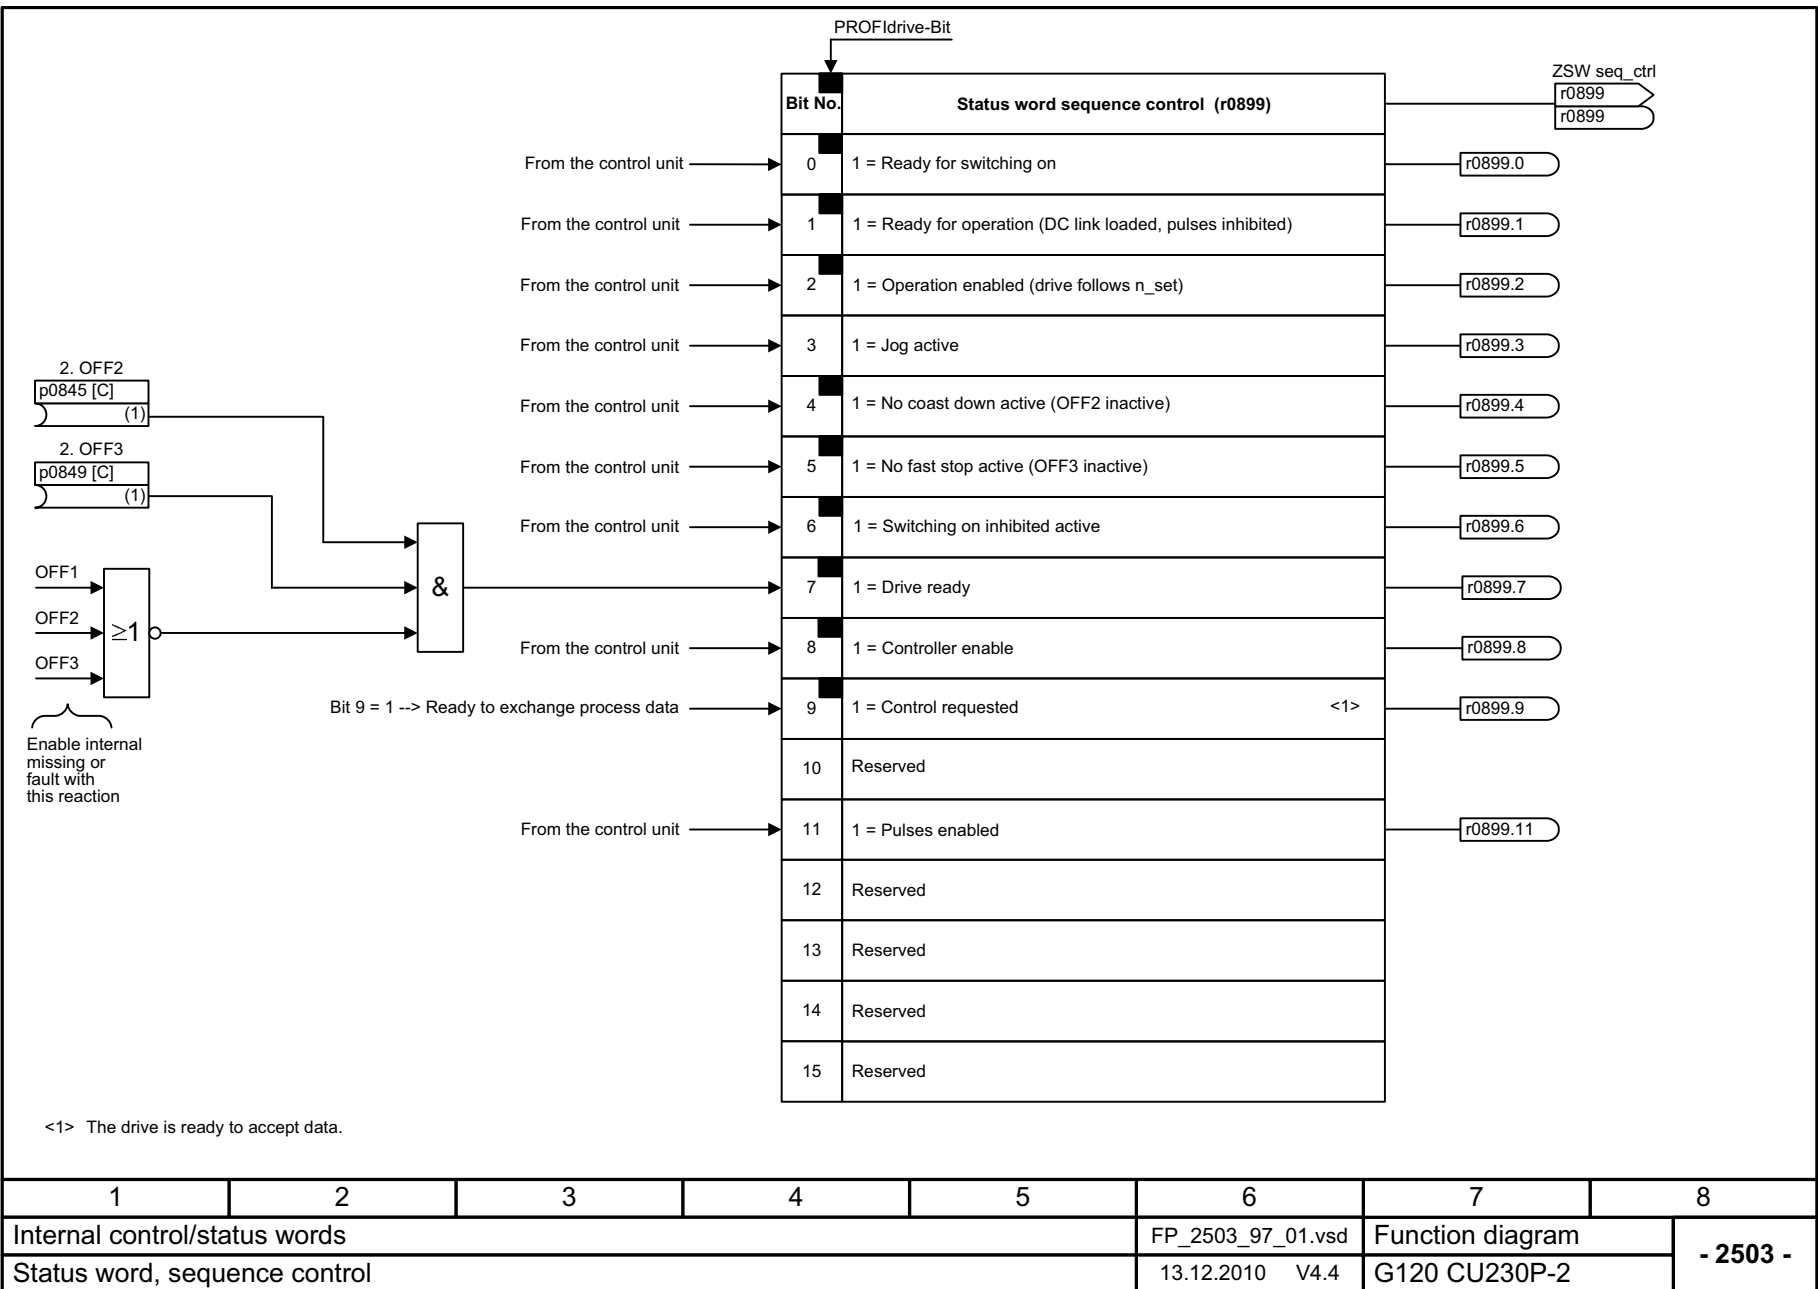 PROFIdrive-Bit
ZSW seq_ctrl
Bit No. Status word sequence control (r0899) r0899
r0899
From the control unit 0 1 = Ready for switching on r0899.0
From the control unit 1 1 = Ready for operation (DC link loaded, pulses inhibited) r0899.1
From the control unit 2 1 = Operation enabled (drive follows n_set) r0899.2
From the control unit 3 1 = Jog active r0899.3
2. OFF2
p0845 [C]
(1)
From the control unit 4 1 = No coast down active (OFF2 inactive) r0899.4
2. OFF3
p0849 [C]
(1)
From the control unit 5 1 = No fast stop active (OFF3 inactive) r0899.5
From the control unit 6 1 = Switching on inhibited active r0899.6
OFF1
OFF2
OFF3
≥1
&
7 1 = Drive ready r0899.7
From the control unit 8 1 = Controller enable r0899.8
Bit 9 = 1 --> Ready to exchange process data 9 1 = Control requested <1> r0899.9
Enable internal
missing or
fault with
this reaction
10 Reserved
From the control unit 11 1 = Pulses enabled r0899.11
12 Reserved
13 Reserved
14 Reserved
15 Reserved
<1> The drive is ready to accept data.
1 2 3 4 5 6 7 8
Internal control/status words FP_2503_97_01.vsd Function diagram
- 2503 -
Status word, sequence control 13.12.2010 V4.4 G120 CU230P-2